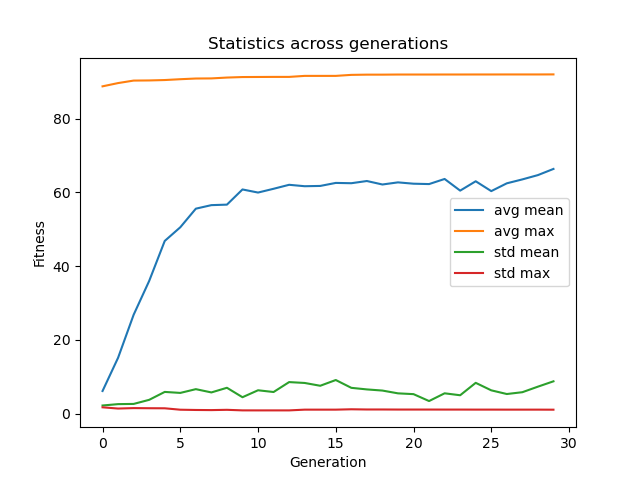 Statistics across generations
Fitness
80
60
40
20
0
avg mean
avg max
std mean
std max
0 5 10 15 20 25 30
Generation